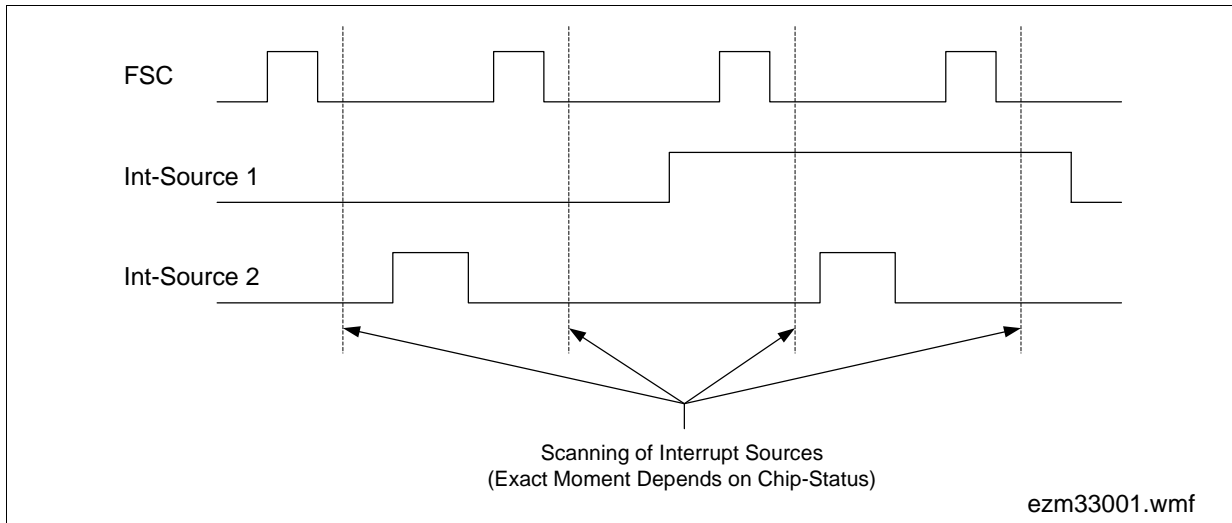 FSC
Int-Source 1
Int-Source 2
Scanning of Interrupt Sources
(Exact Moment Depends on Chip-Status)
ezm33001.wmf